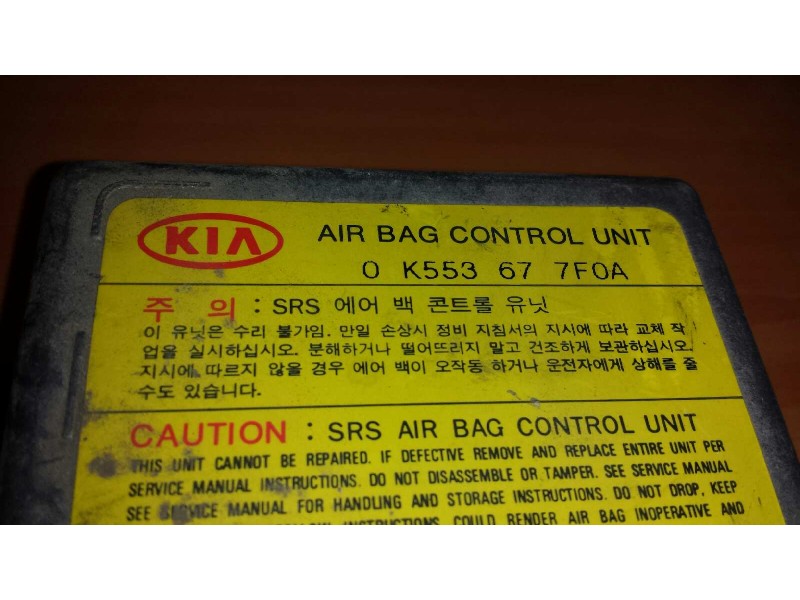 KIA
AIR BAG CONTROL UNIT
0 K553 67 7F0A
주 의 : SRS 에어 백 콘트롤 유닛
이 유닛은 수리 불가임. 만일 손상시 정비 지침서의 지시에 따라 교체 작
업을 실시하십시오. 분해하거나 떨어뜨리지 말고 건조하게 보관하십시오.
지시에 따르지 않을 경우 에어 백이 오작동 하거나 운전자에게 상해를 줄
수도 있습니다.
CAUTION : SRS AIR BAG CONTROL UNIT
THIS UNIT CANNOT BE REPAIRED. IF DEFECTIVE REMOVE AND REPLACE ENTIRE UNIT PER
SERVICE MANUAL INSTRUCTIONS. DO NOT DISASSEMBLE OR TAMPER. SEE SERVICE MANUAL
SEE SERVICE MANUAL FOR HANDLING AND STORAGE INSTRUCTIONS. DO NOT DROP, KEEP
INSTRUCTIONS COULD RENDER AIR BAG INOPERATIVE AND